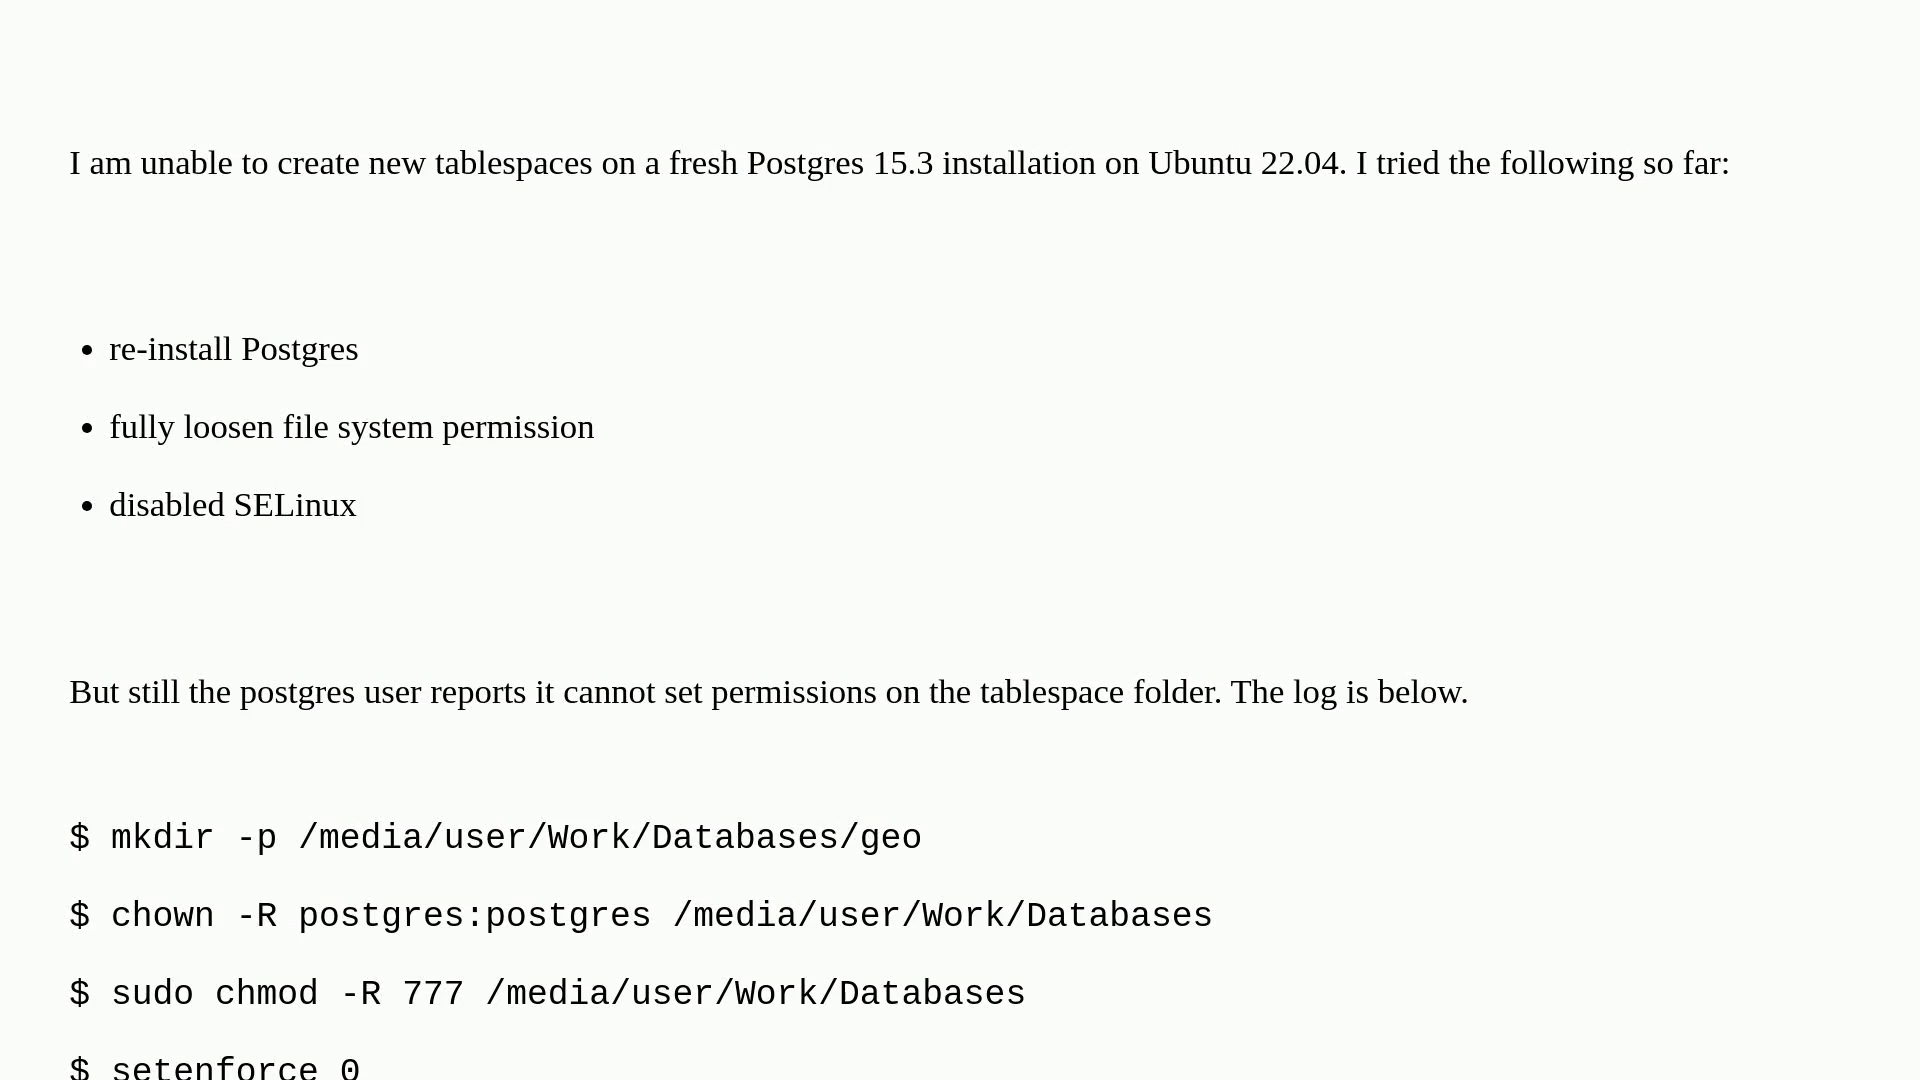 I am unable to create new tablespaces on a fresh Postgres 15.3 installation on Ubuntu 22.04. I tried the following so far:
• re-install Postgres
• fully loosen file system permission
• disabled SELinux
But still the postgres user reports it cannot set permissions on the tablespace folder. The log is below.
$ mkdir -p /media/user/Work/Databases/geo
$ chown -R postgres:postgres /media/user/Work/Databases
$ sudo chmod -R 777 /media/user/Work/Databases
$ setenforce 0